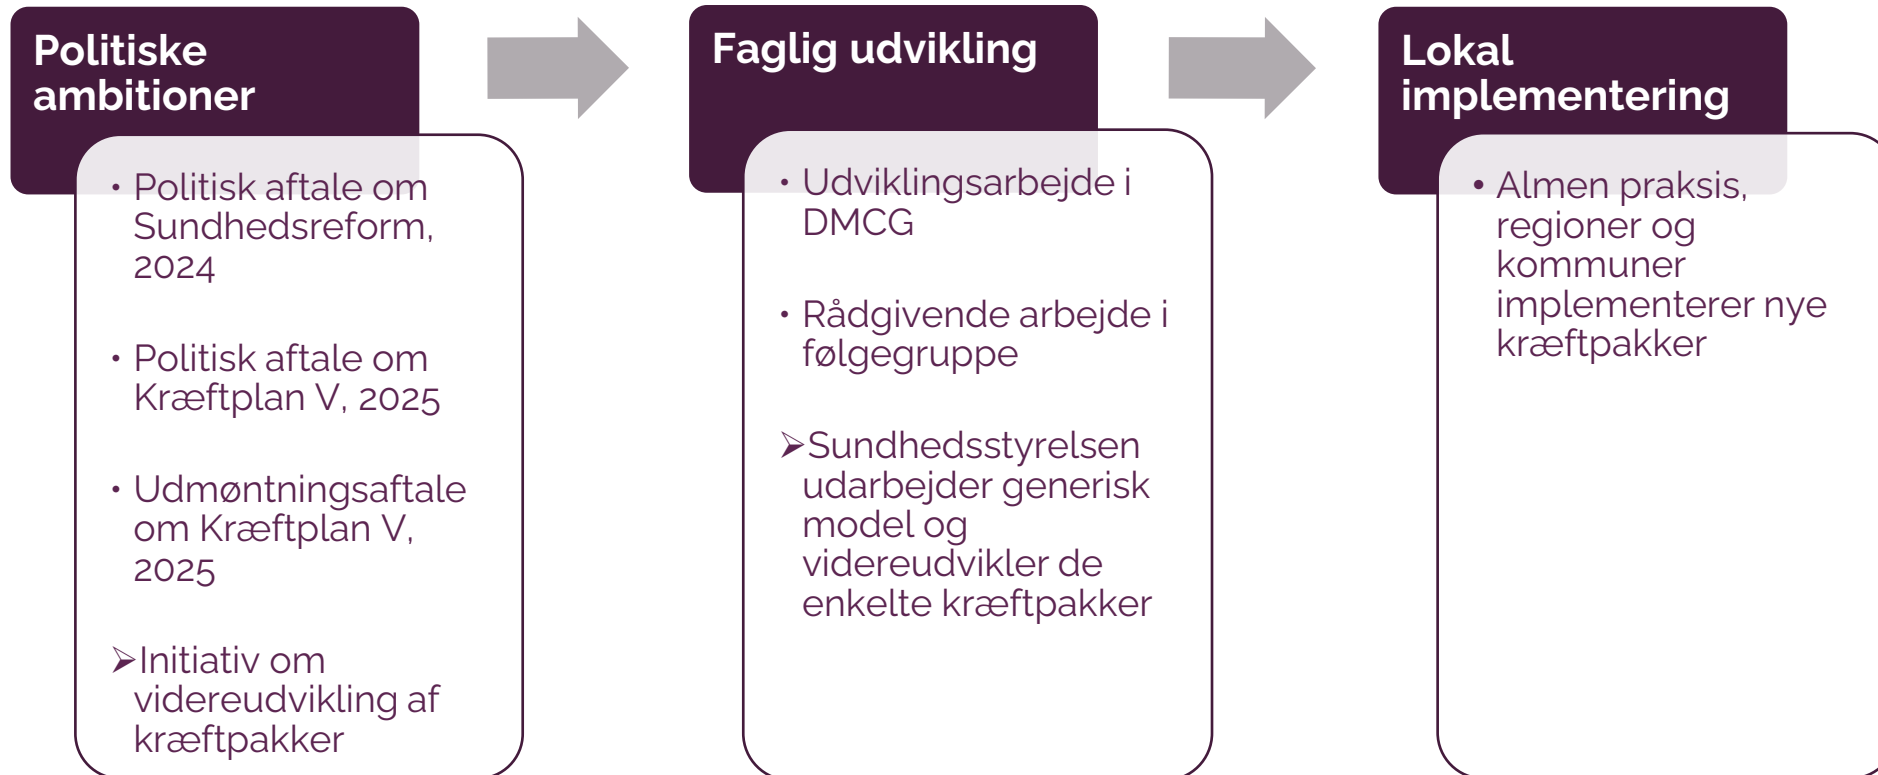 Politiske
ambitioner
• Politisk aftale om
Sundhedsreform,
2024
• Politisk aftale om
Kræftplan V, 2025
• Udmøntningsaftale
om Kræftplan V,
2025
➢Initiativ om
videreudvikling af
kræftpakker
Faglig udvikling
• Udviklingsarbejde i
DMCG
• Rådgivende arbejde i
følgegruppe
➢Sundhedsstyrelsen
udarbejder generisk
model og
videreudvikler de
enkelte kræftpakker
Lokal
implementering
• Almen praksis,
regioner og
kommuner
implementerer nye
kræftpakker